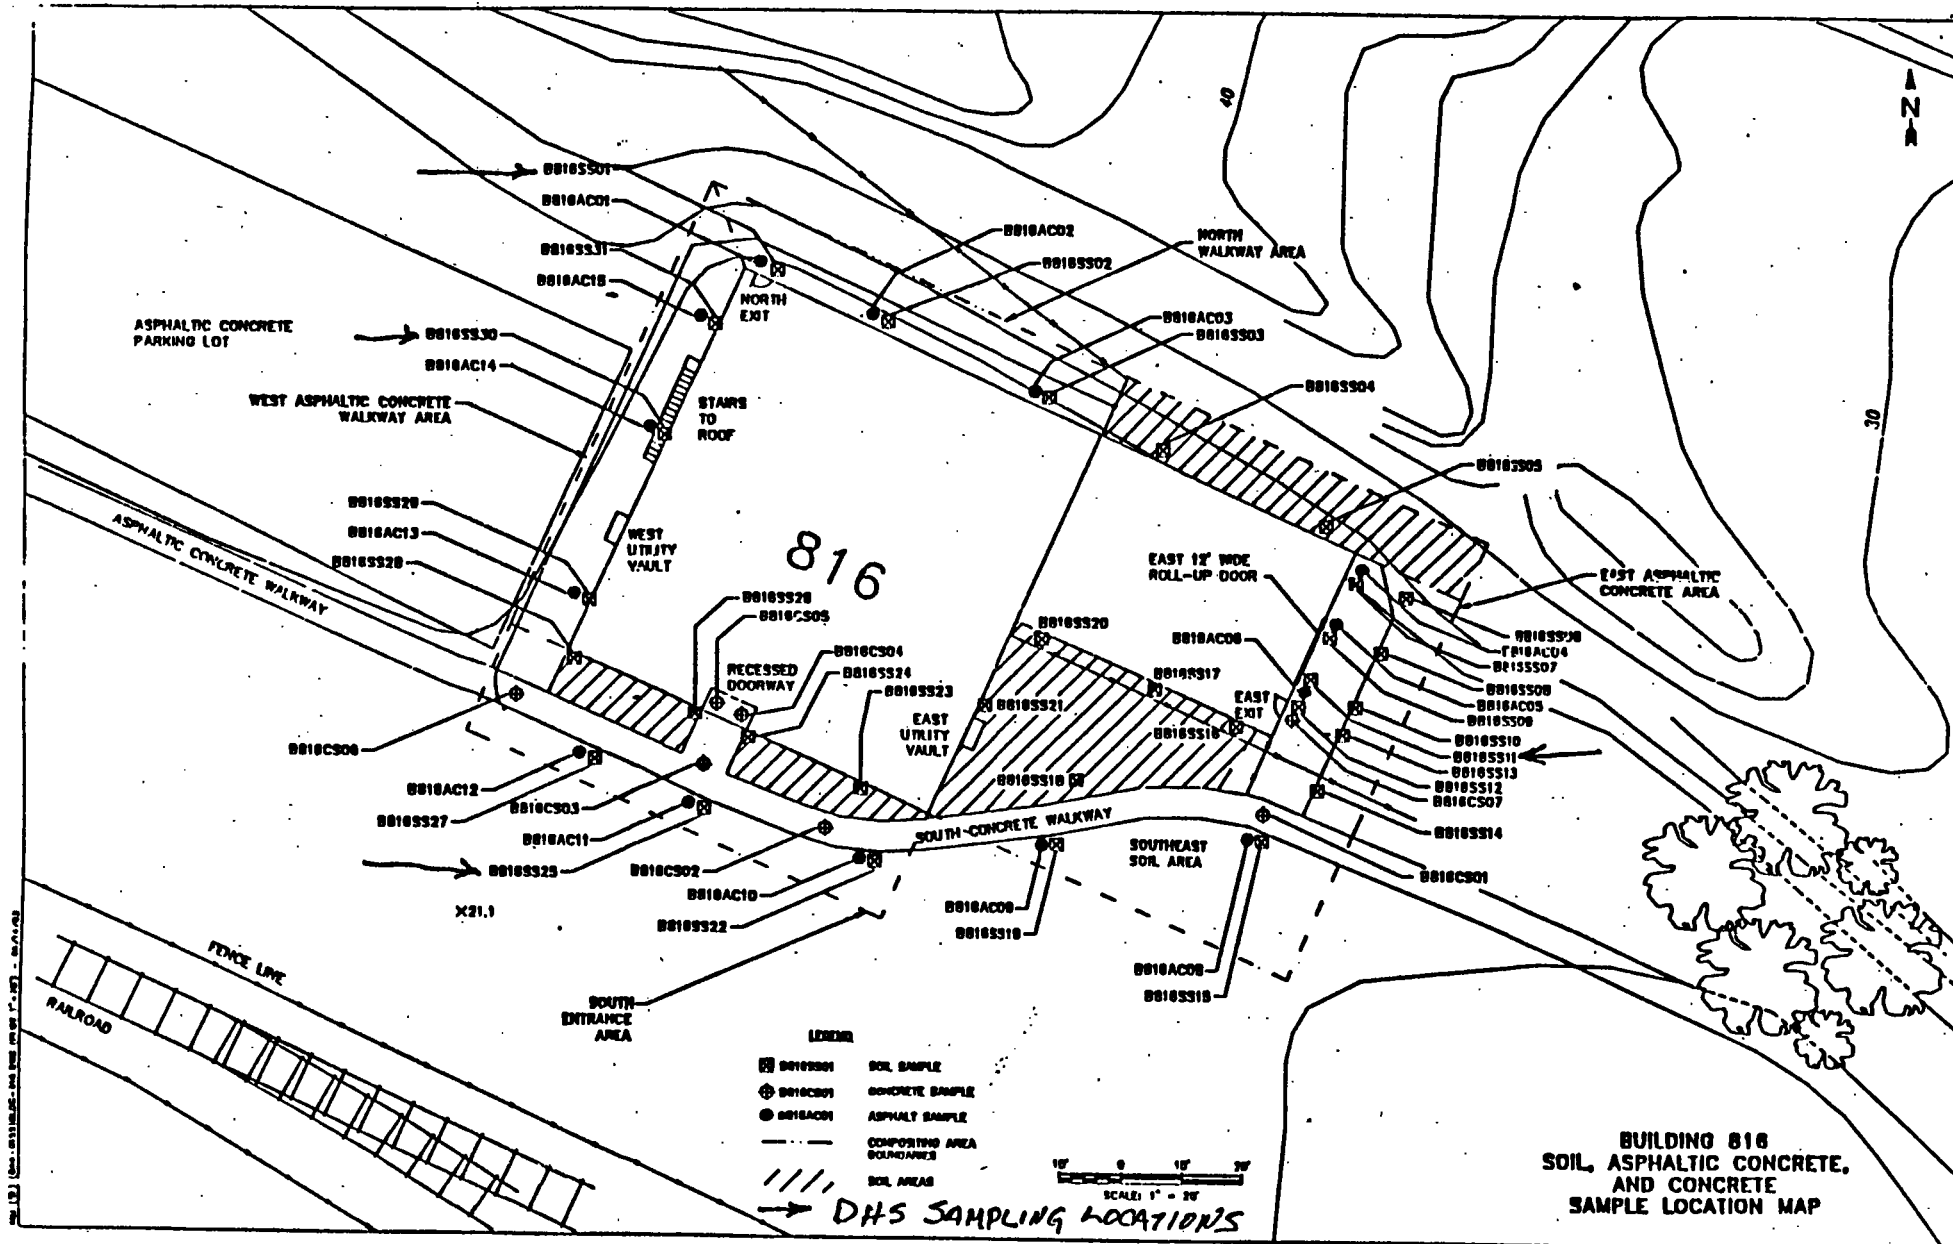 40
N
B816SS01
B816AC01
B816AC02
NORTH
WALKWAY AREA
B816SS31
B816SS02
B816AC15
NORTH
EXIT
ASPHALTIC CONCRETE
PARKING LOT
B816SS30
B816AC03
B816SS03
B816AC14
B816SS04
WEST ASPHALTIC CONCRETE
WALKWAY AREA
STAIRS
TO
ROOF
30
B816SS05
B816SS29
B816AC13
B816SS28
ASPHALTIC CONCRETE WALKWAY
WEST
UTILITY
VAULT
816
EAST 12' WIDE
ROLL-UP DOOR
EAST ASPHALTIC
CONCRETE AREA
B816SS26
B816CS05
B816SS20
B816AC06
B816SS06
B816AC04
B816SS07
B816CS04
B816SS24
RECESSED
DOORWAY
B816SS17
B816SS23
B816SS08
B816AC05
B816SS09
EAST
UTILITY
VAULT
B816SS21
EAST
EXIT
B816SS16
B816SS10
B816SS11
B816SS13
B816CS06
B816SS12
B816CS07
B816SS18
B816AC12
B816CS03
B816SS27
B816SS14
SOUTH-CONCRETE WALKWAY
B816AC11
SOUTHEAST
SOIL AREA
B816SS25
B816CS02
B816CS01
B816AC10
X21.1
B816AC09
B816SS22
B816SS19
FENCE LINE
B816AC08
B816SS15
RAILROAD
SOUTH
ENTRANCE
AREA
LEGEND
B816SS01 SOIL SAMPLE
B816CS01 CONCRETE SAMPLE
B816AC01 ASPHALT SAMPLE
COMPOSITING AREA
BOUNDARIES
SOIL AREAS
10' 0 10' 20'
SCALE: 1" = 20'
DHS SAMPLING LOCATIONS
BUILDING 816
SOIL, ASPHALTIC CONCRETE,
AND CONCRETE
SAMPLE LOCATION MAP